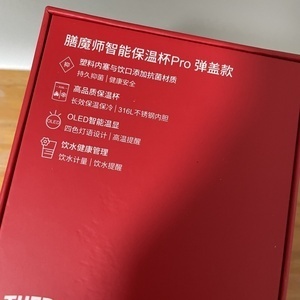 膳魔师智能保温杯Pro 弹盖款
抑
塑料内塞与饮口添加抗菌材质
持久抑菌 | 健康安全
高品质保温杯
长效保温保冷 | 316L不锈钢内胆
OLED
OLED智能温显
四色灯语设计 | 高温提醒
饮水健康管理
饮水计量 | 饮水提醒